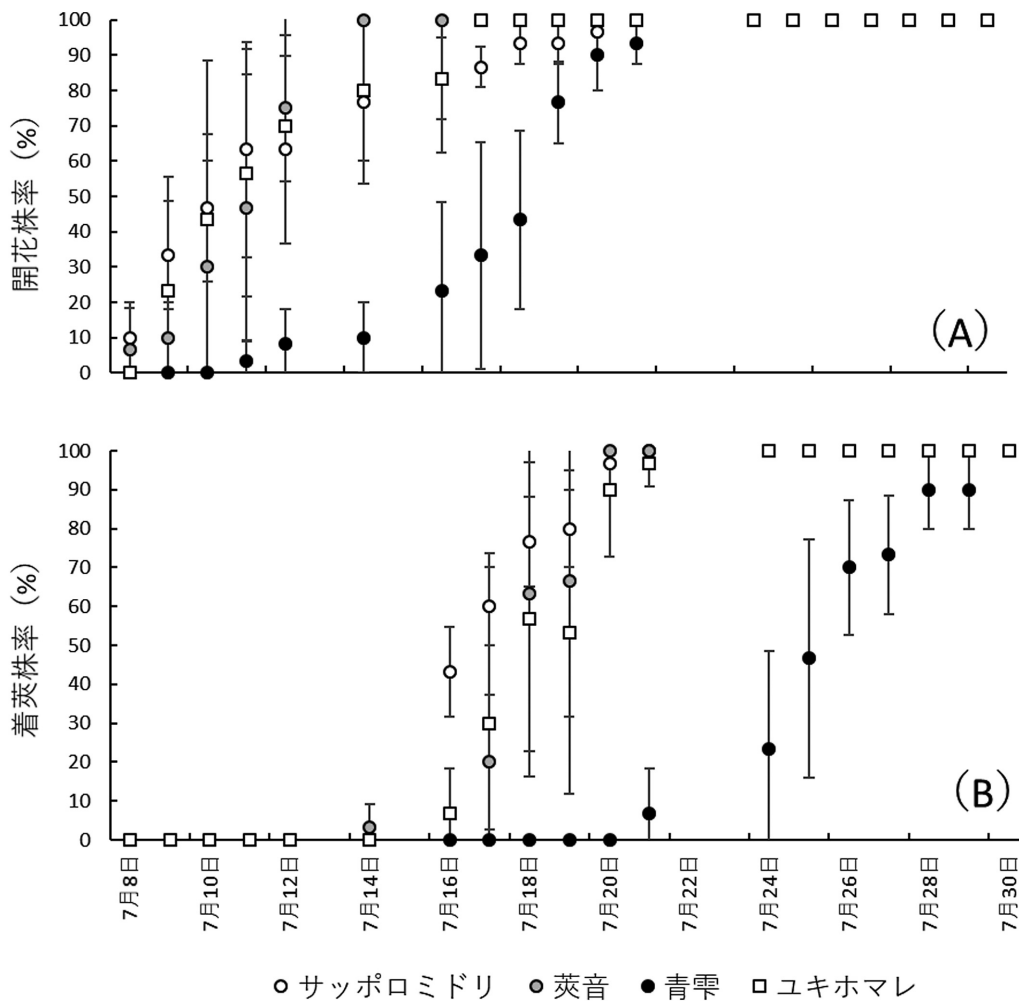 100
90
80
70
60
50
40
30
20
10
0
開花株率（%）
（A）
100
90
80
70
60
50
40
30
20
10
0
着莢株率（%）
（B）
7月8日
7月10日
7月12日
7月14日
7月16日
7月18日
7月20日
7月22日
7月24日
7月26日
7月28日
7月30日
サッポロミドリ 莢音 青雫 ユキホマレ